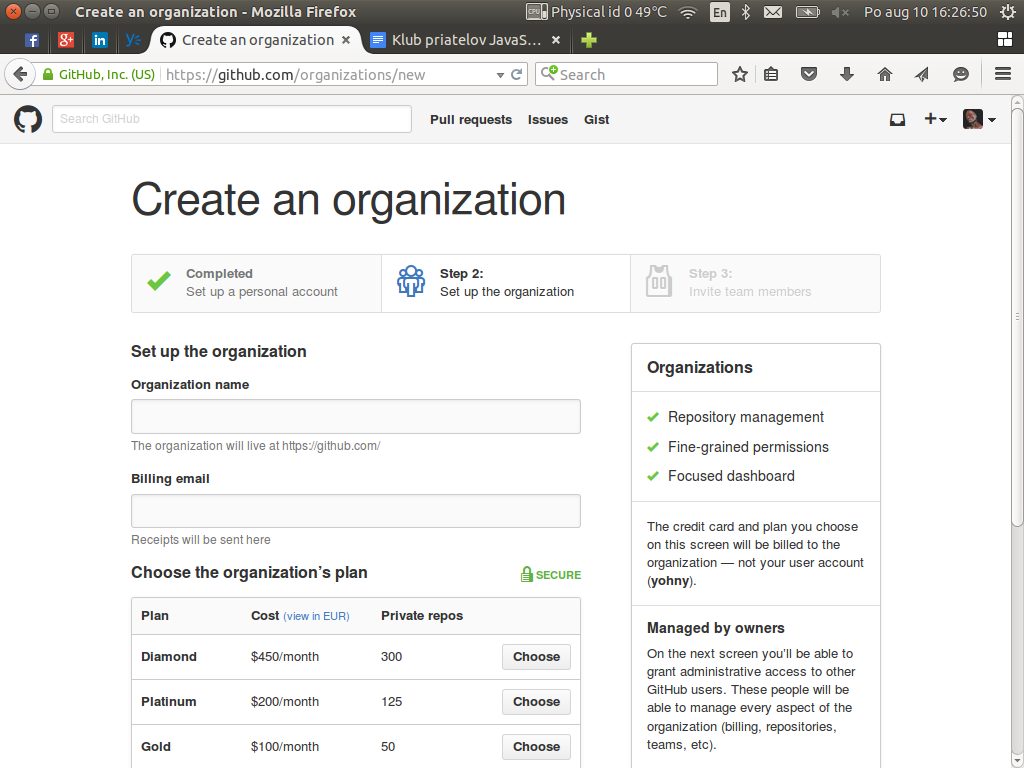 Create an organization - Mozilla Firefox
CPU Physical id 0 49°C En Po aug 10 16:26:50
Create an organization
Klub priatelov JavaS...
GitHub, Inc. (US) https://github.com/organizations/new
Search
Search GitHub
Pull requests Issues Gist
Create an organization
Completed
Set up a personal account
Step 2:
Set up the organization
Step 3:
Invite team members
Set up the organization
Organization name
The organization will live at https://github.com/
Billing email
Receipts will be sent here
Choose the organization's plan
SECURE
Plan Cost (view in EUR) Private repos
Diamond $450/month 300 Choose
Platinum $200/month 125 Choose
Gold $100/month 50 Choose
Organizations
Repository management
Fine-grained permissions
Focused dashboard
The credit card and plan you choose
on this screen will be billed to the
organization — not your user account
(yohny).
Managed by owners
On the next screen you'll be able to
grant administrative access to other
GitHub users. These people will be
able to manage every aspect of the
organization (billing, repositories,
teams, etc).